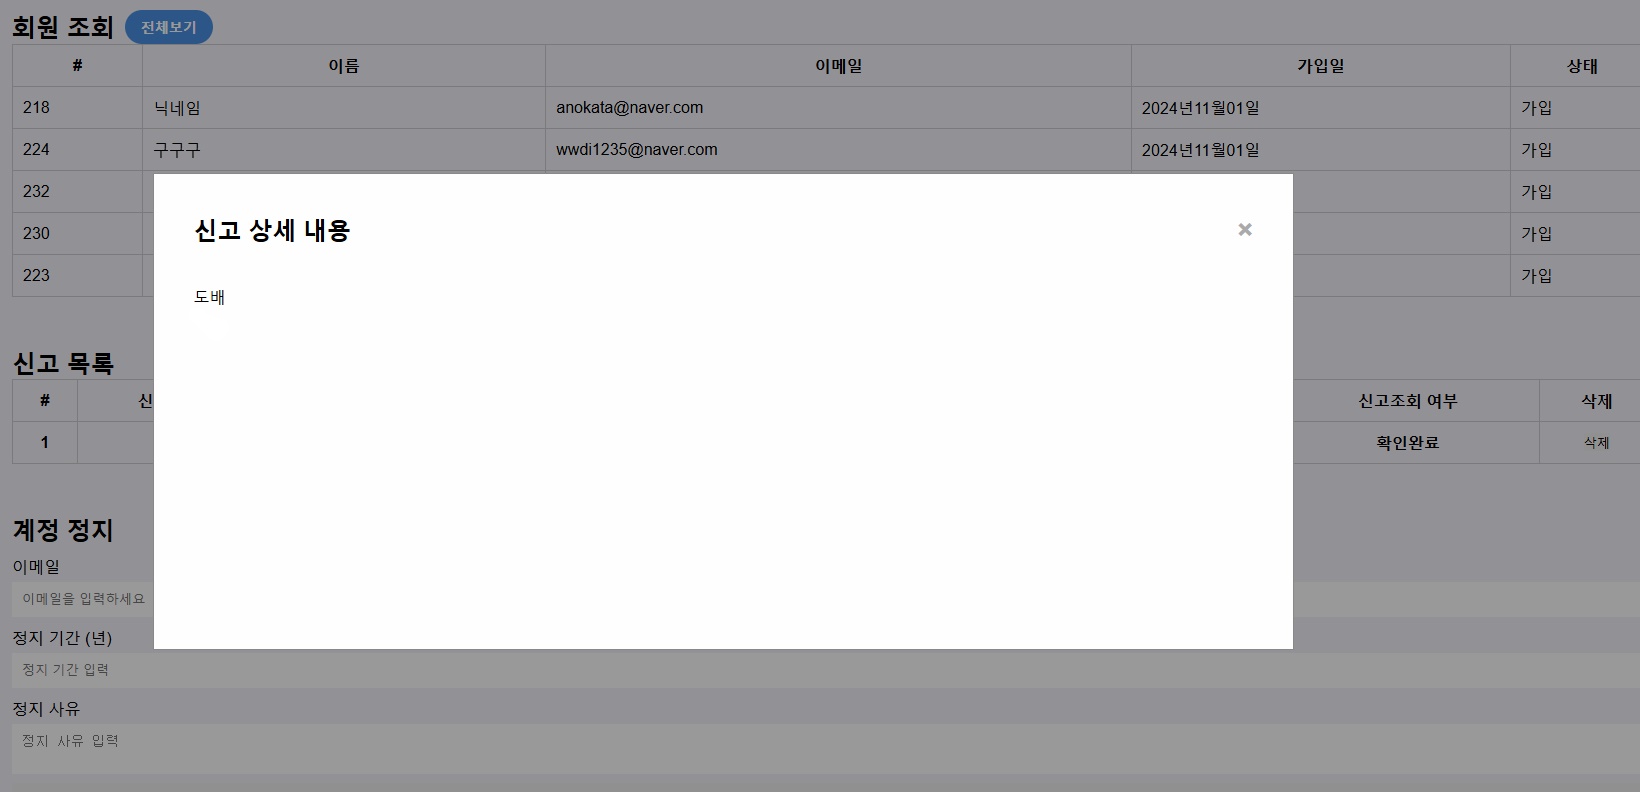 회원 조회 전체보기
# 이름 이메일 가입일 상태
218 닉네임 anokata@naver.com 2024년11월01일 가입
224 구구구 wwdi1235@naver.com 2024년11월01일 가입
232 가입
230 가입
223 가입
신고 상세 내용 ×
도배
신고 목록
# 신 신고조회 여부 삭제
1 확인완료 삭제
계정 정지
이메일
이메일을 입력하세요
정지 기간 (년)
정지 기간 입력
정지 사유
정지 사유 입력